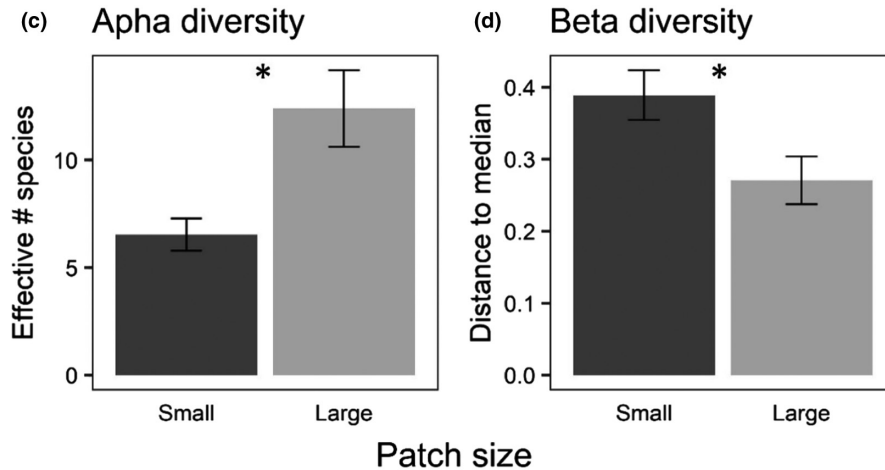 (c) Apha diversity
*
Effective # species
10
5
0
Small Large
(d) Beta diversity
*
Distance to median
0.4
0.3
0.2
0.1
0.0
Small Large
Patch size